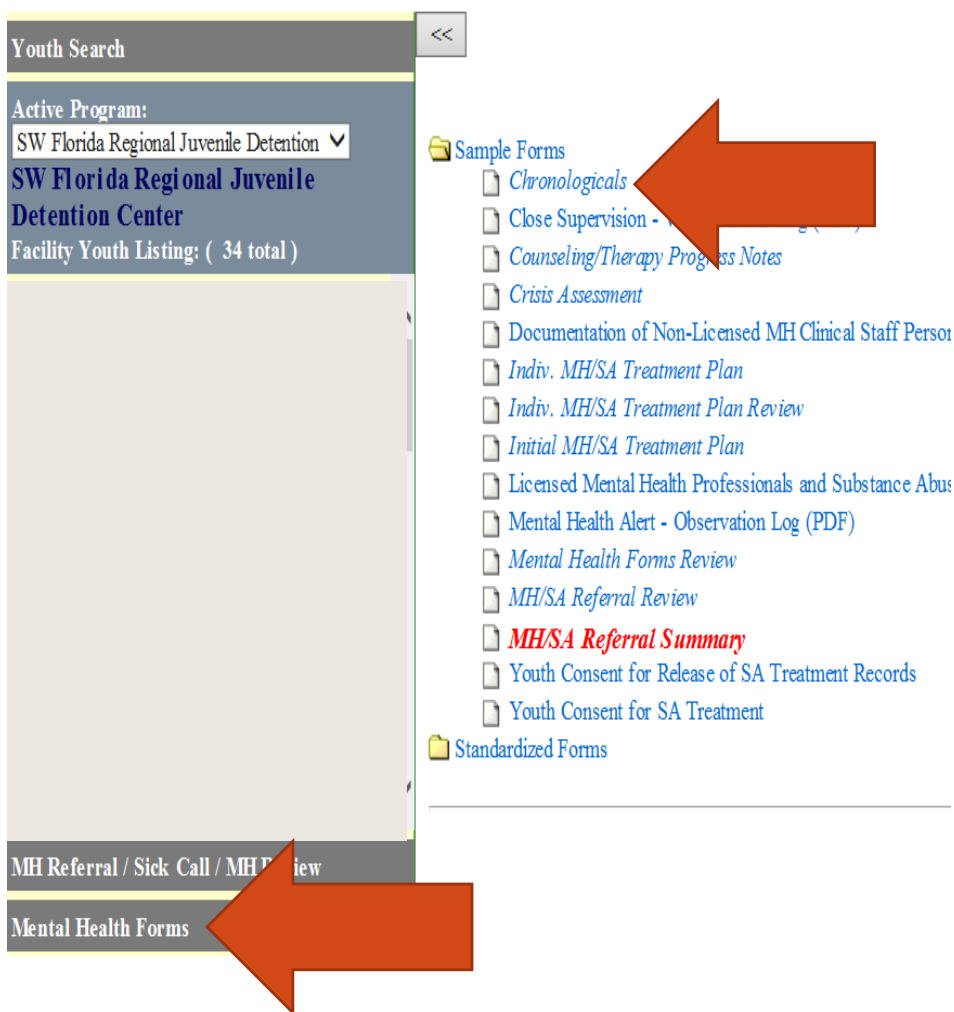 Youth Search
Active Program:
SW Florida Regional Juvenile Detention
SW Florida Regional Juvenile
Detention Center
Facility Youth Listing: ( 34 total )
MH Referral / Sick Call / MH
Mental Health Forms
<<
Sample Forms
Chronologicals
Close Supervision -
Counseling/Therapy Progress Notes
Crisis Assessment
Documentation of Non-Licensed MH Clinical Staff Person
Indiv. MH/SA Treatment Plan
Indiv. MH/SA Treatment Plan Review
Initial MH/SA Treatment Plan
Licensed Mental Health Professionals and Substance Abus
Mental Health Alert - Observation Log (PDF)
Mental Health Forms Review
MH/SA Referral Review
MH/SA Referral Summary
Youth Consent for Release of SA Treatment Records
Youth Consent for SA Treatment
Standardized Forms